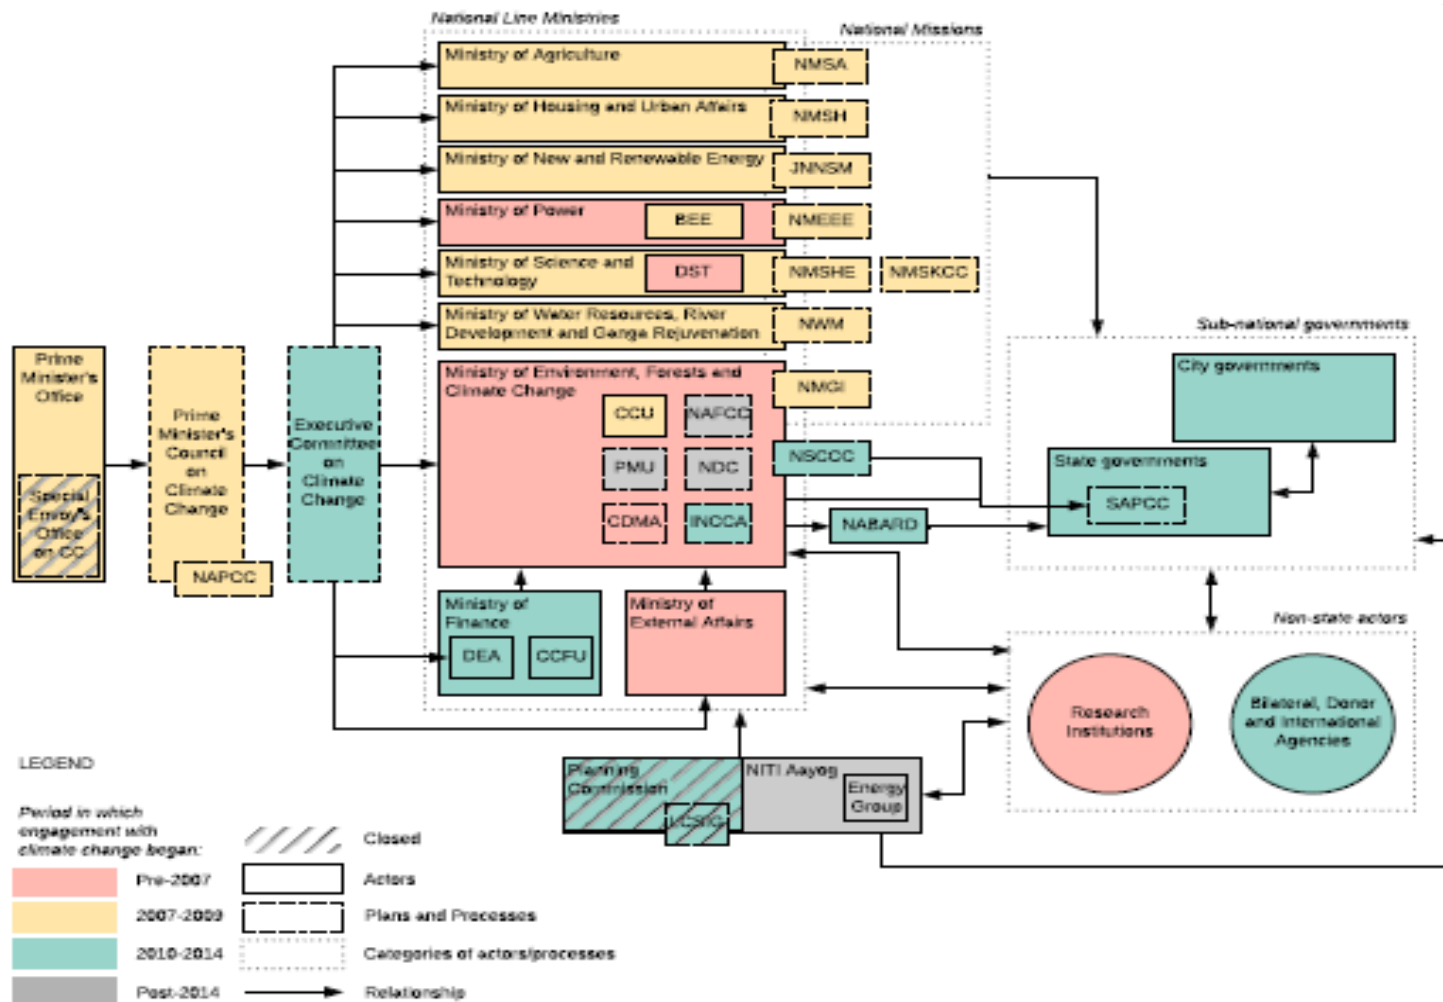 National Line Ministries
National Missions
Ministry of Agriculture
NMSA
Ministry of Housing and Urban Affairs
NMSH
Ministry of New and Renewable Energy
JNNSM
Ministry of Power
BEE
NMEEE
Ministry of Science and
Technology
DST
NMSHE
NMSKCC
Ministry of Water Resources, River
Development and Ganga Rejuvenation
NWM
Ministry of Environment, Forests and
Climate Change
NMGI
CCU
NAFCC
PMU
NDC
CDMA
INCCA
NSCCC
NABARD
Prime
Minister's
Office
Special
Envoy's
Office
on CC
Prime
Minister's
Council
on
Climate
Change
NAPCC
Executive
Committee
on
Climate
Change
Ministry of
Finance
DEA
CCFU
Ministry of
External Affairs
Sub-national governments
City governments
State governments
SAPCC
Non-state actors
Research
Institutions
Bilateral, Donor
and International
Agencies
Planning
Commission
LCSIG
NITI Aayog
Energy
Group
LEGEND
Period in which
engagement with
climate change began:
Pre-2007
2007-2009
2010-2014
Post-2014
Closed
Actors
Plans and Processes
Categories of actors/processes
Relationship